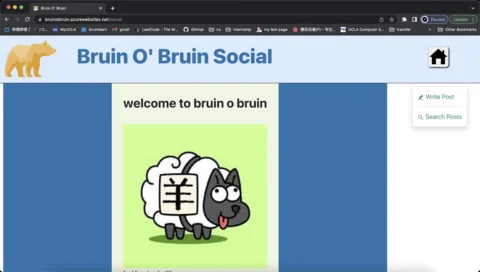 Bruin O' Bruin
bruinobruin.azurewebsites.net/social
Paused
Update
MyUCLA
bruinlearn
gmail
LeetCode - The W...
GitHub
cs
internship
my test page
UCLA Computer S...
transfer
Other Bookmarks
Bruin O' Bruin Social
Write Post
welcome to bruin o bruin
Search Posts
羊